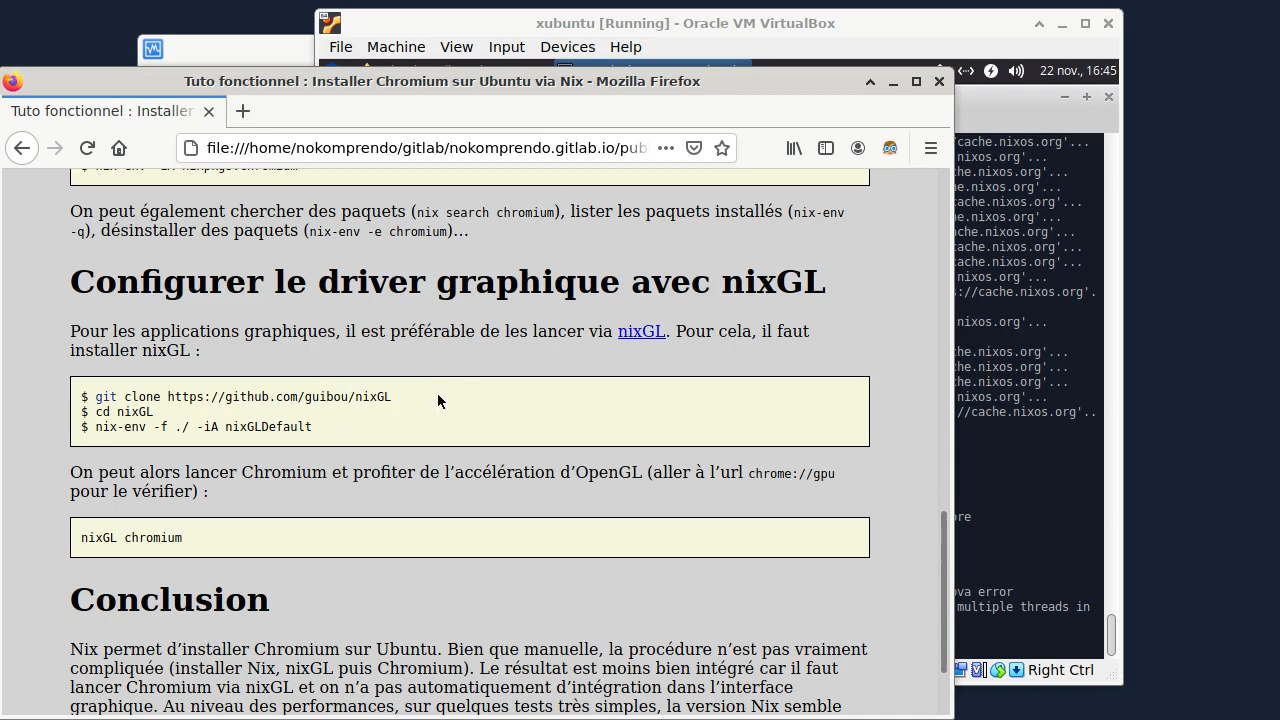 xubuntu [Running] - Oracle VM VirtualBox
File Machine View Input Devices Help
22 nov., 16:45
Tuto fonctionnel : Installer Chromium sur Ubuntu via Nix - Mozilla Firefox
Tuto fonctionnel : Installer
file:///home/nokomprendo/gitlab/nokomprendo.gitlab.io/pub
On peut également chercher des paquets (nix search chromium), lister les paquets installés (nix-env
-q), désinstaller des paquets (nix-env -e chromium)…
Configurer le driver graphique avec nixGL
Pour les applications graphiques, il est préférable de les lancer via nixGL. Pour cela, il faut
installer nixGL :
$ git clone https://github.com/guibou/nixGL
$ cd nixGL
$ nix-env -f ./ -iA nixGLDefault
On peut alors lancer Chromium et profiter de l’accélération d’OpenGL (aller à l’url chrome://gpu
pour le vérifier) :
nixGL chromium
Conclusion
Nix permet d’installer Chromium sur Ubuntu. Bien que manuelle, la procédure n’est pas vraiment
compliquée (installer Nix, nixGL puis Chromium). Le résultat est moins bien intégré car il faut
lancer Chromium via nixGL et on n’a pas automatiquement d’intégration dans l’interface
graphique. Au niveau des performances, sur quelques tests très simples, la version Nix semble
/cache.nixos.org'...
nixos.org'...
he.nixos.org'...
he.nixos.org'...
che.nixos.org'...
nixos.org'...
he.nixos.org'...
cache.nixos.org'...
che.nixos.org'...
nixos.org'...
s://cache.nixos.org'.
nixos.org'...
he.nixos.org'...
che.nixos.org'...
che.nixos.org'...
nixos.org'...
//cache.nixos.org'..
ore
ova error
multiple threads in
Right Ctrl